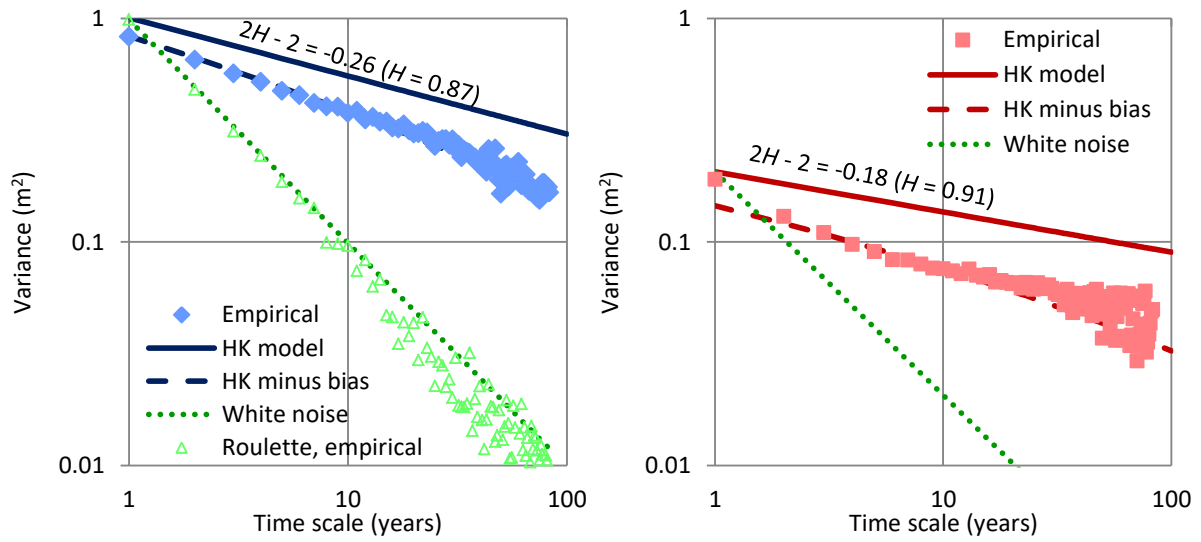 1
0.1
0.01
Variance (m²)
2H - 2 = -0.26 (H = 0.87)
Empirical
HK model
HK minus bias
White noise
Roulette, empirical
1
10
100
Time scale (years)
1
0.1
0.01
Variance (m²)
Empirical
HK model
HK minus bias
White noise
2H - 2 = -0.18 (H = 0.91)
1
10
100
Time scale (years)